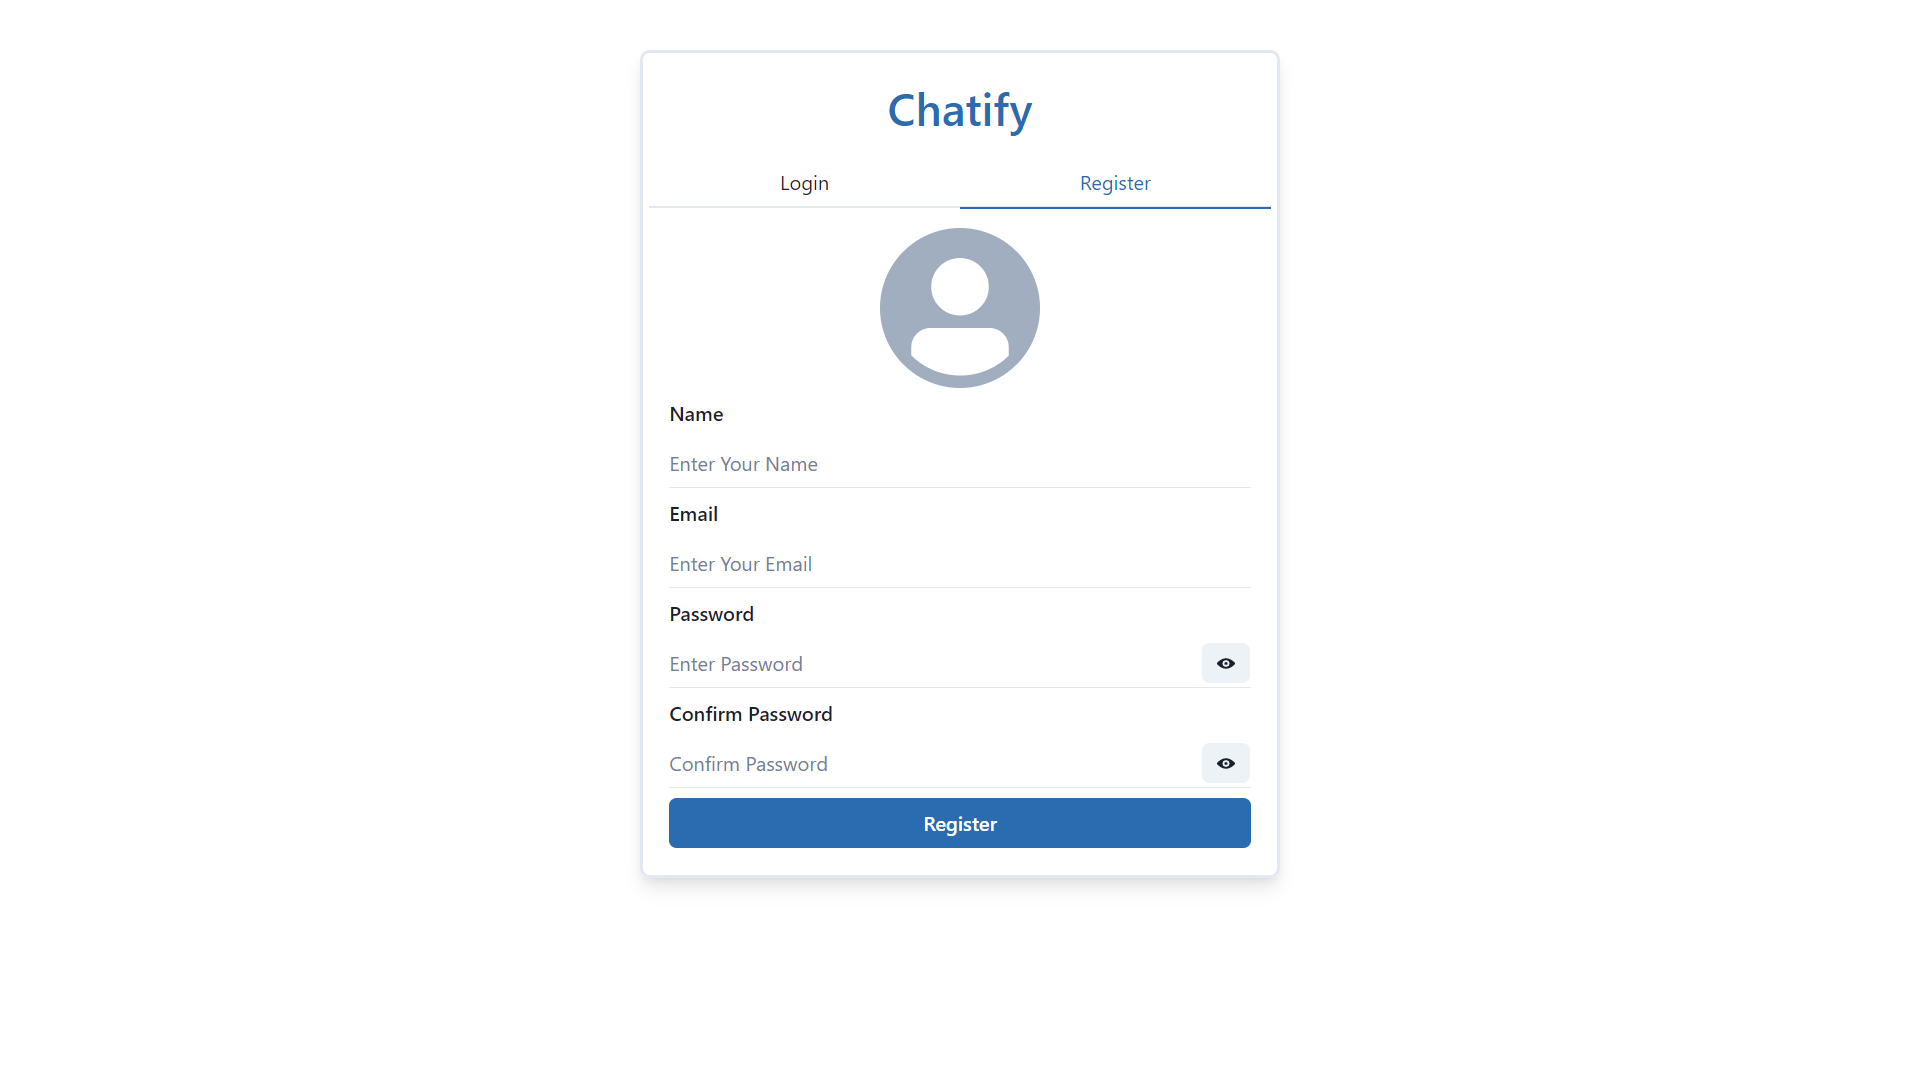 Chatify
Login
Register
Name
Enter Your Name
Email
Enter Your Email
Password
Enter Password
Confirm Password
Confirm Password
Register